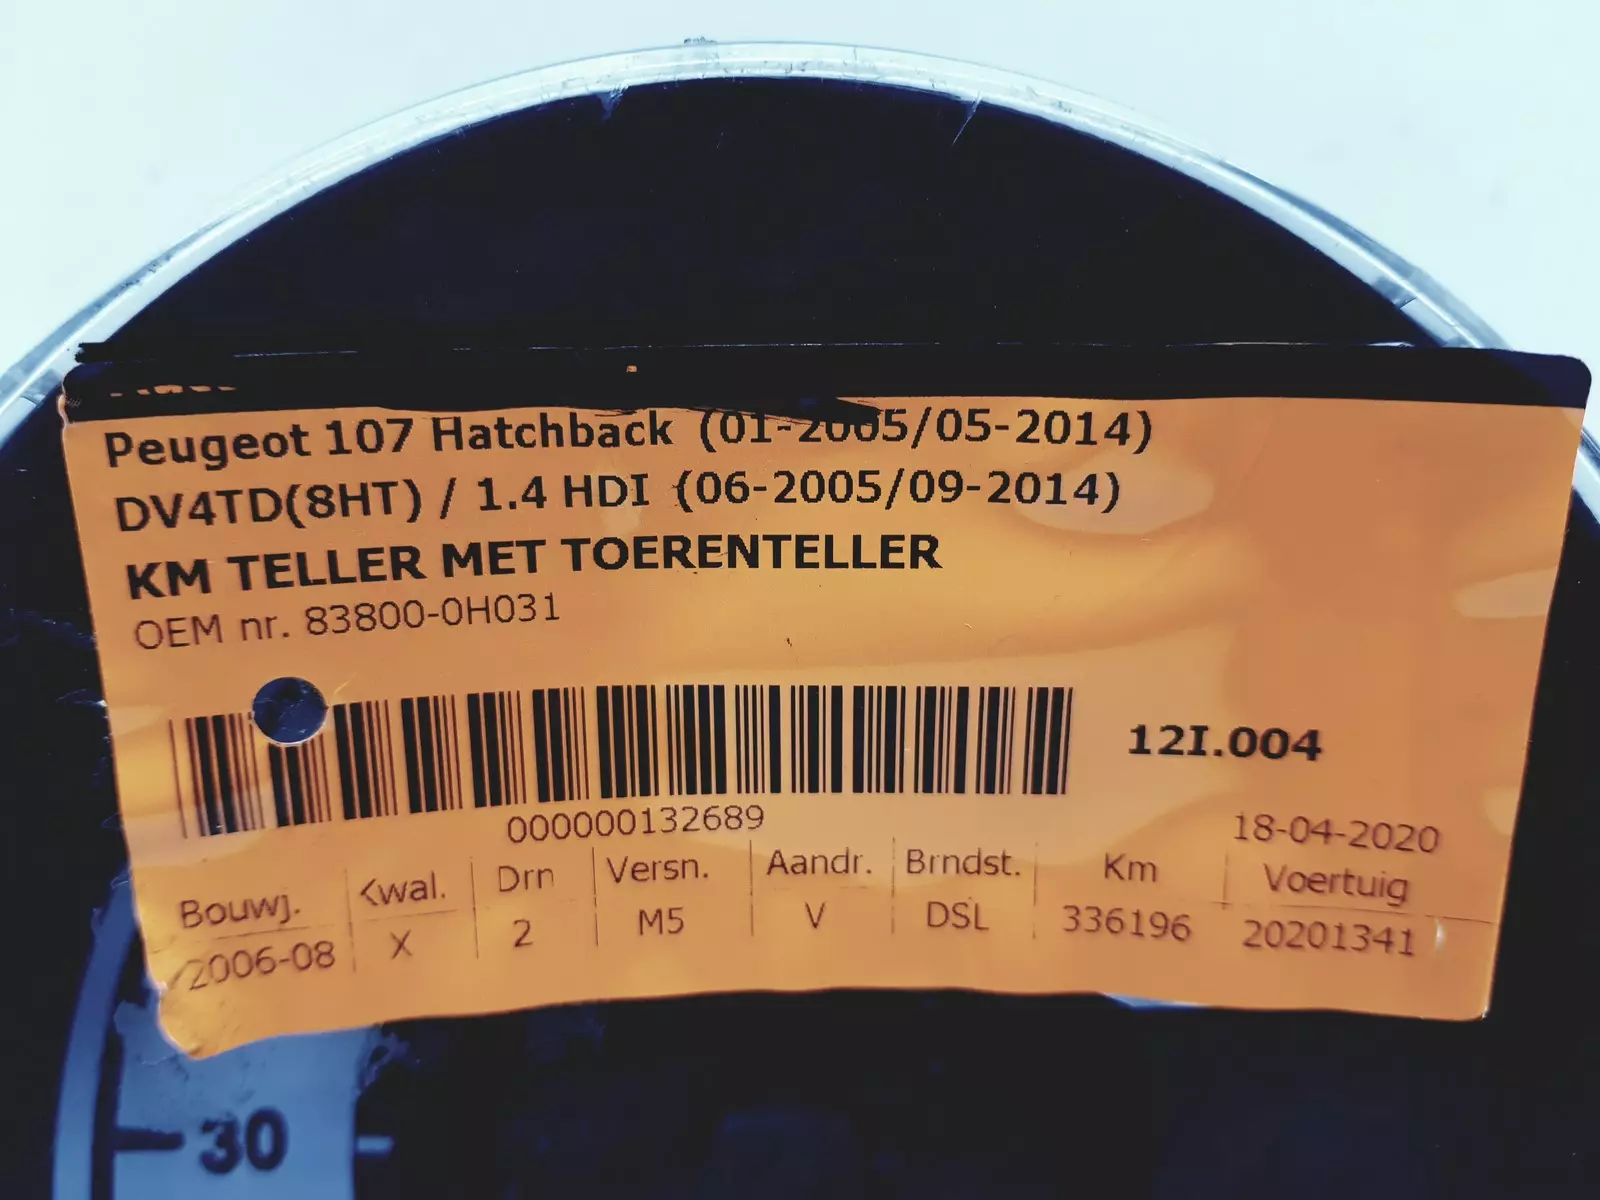 Peugeot 107 Hatchback (01-2005/05-2014)
DV4TD(8HT) / 1.4 HDI (06-2005/09-2014)
KM TELLER MET TOERENTELLER
OEM nr. 83800-0H031
12I.004
000000132689
18-04-2020
Bouwj. Kwal. Drn Versn. Aandr. Brndst. Km Voertuig
2006-08 X 2 M5 V DSL 336196 20201341
30